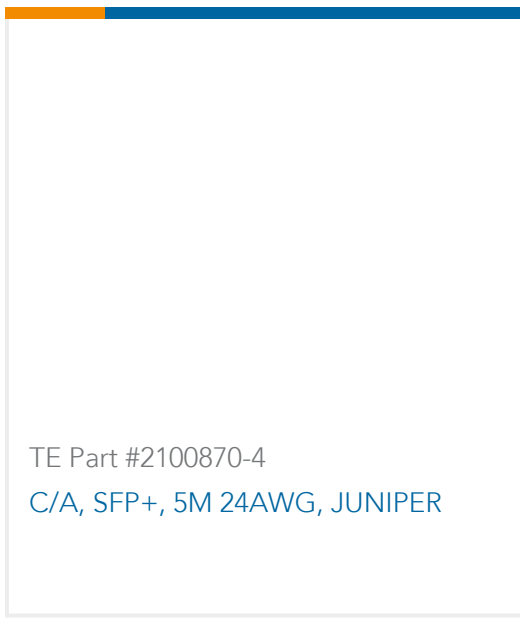 TE Part #2100870-4
C/A, SFP+, 5M 24AWG, JUNIPER